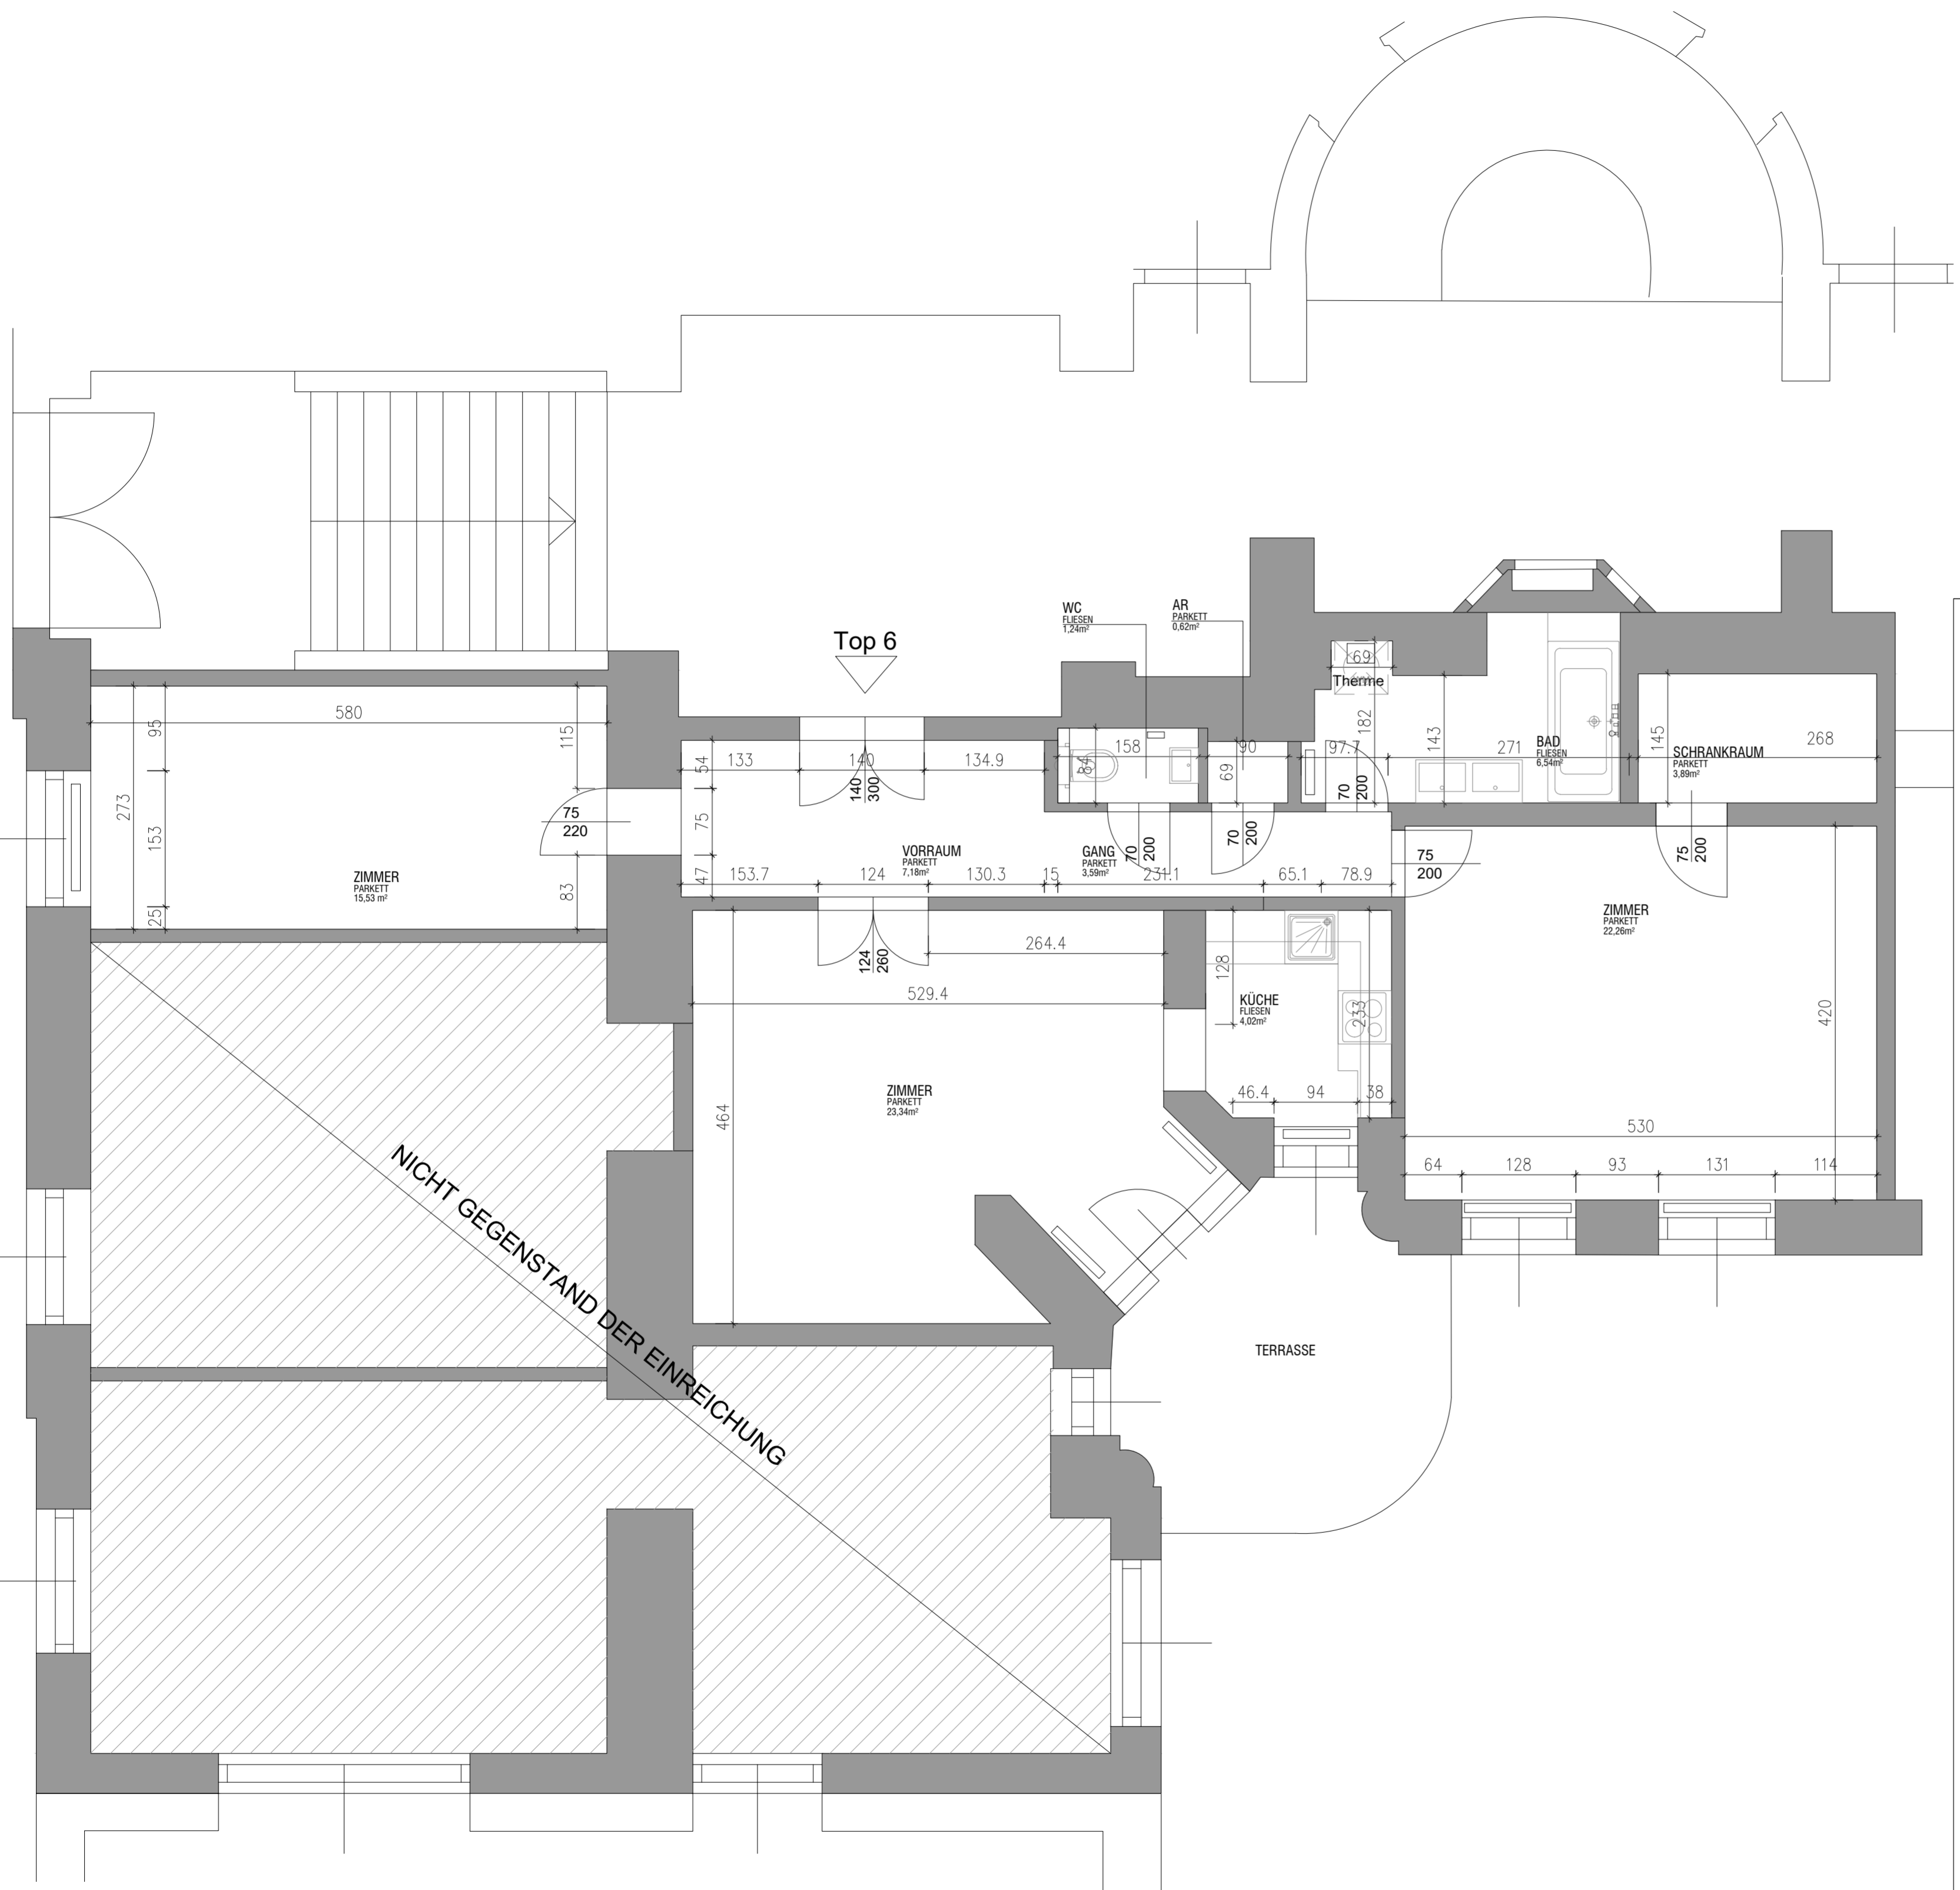 Top 6
WC
FLIESEN
1,24m²
AR
PARKETT
0,62m²
69
Therme
182
143
97.7
271
BAD
FLIESEN
6,54m²
145
SCHRANKRAUM
PARKETT
3,89m²
268
580
95
115
273
153
25
83
75
220
ZIMMER
PARKETT
15,53 m²
133
140
134.9
54
75
47
140
300
158
84
90
69
70
200
70
200
70
200
75
200
75
200
VORRAUM
PARKETT
7,18m²
GANG
PARKETT
3,59m²
153.7
124
130.3
15
231.1
65.1
78.9
124
260
264.4
529.4
464
ZIMMER
PARKETT
23,34m²
128
KÜCHE
FLIESEN
4,02m²
233
46.4
94
38
ZIMMER
PARKETT
22,26m²
420
530
64
128
93
131
114
NICHT GEGENSTAND DER EINREICHUNG
TERRASSE